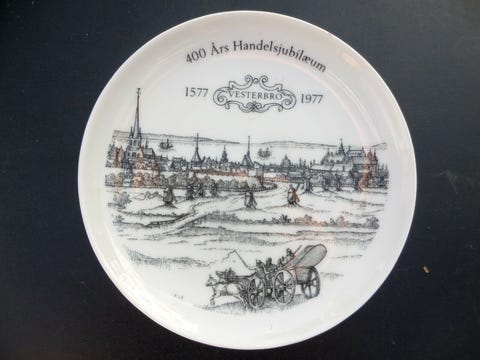 400 Års Handelsjubilæum
1577 VESTERBRO 1977